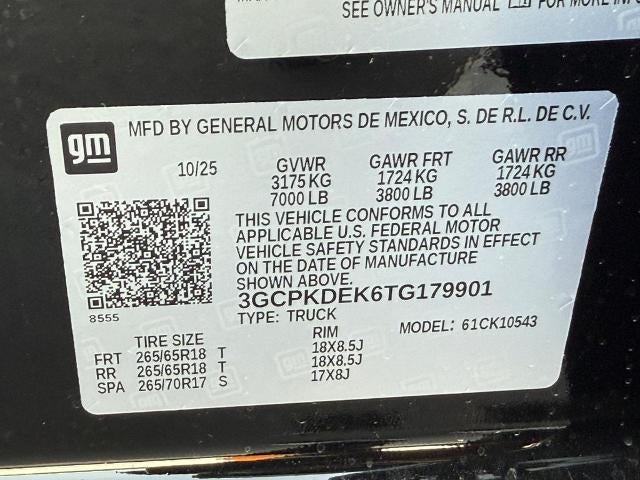 SEE OWNER'S MANUAL FOR MORE
gm
MFD BY GENERAL MOTORS DE MEXICO, S. DE R.L. DE C.V.
10/25 GVWR GAWR FRT GAWR RR
3175 KG 1724 KG 1724 KG
7000 LB 3800 LB 3800 LB
THIS VEHICLE CONFORMS TO ALL
APPLICABLE U.S. FEDERAL MOTOR
VEHICLE SAFETY STANDARDS IN EFFECT
ON THE DATE OF MANUFACTURE
SHOWN ABOVE.
3GCPKDEK6TG179901
8555
TYPE: TRUCK MODEL: 61CK10543
TIRE SIZE RIM
FRT 265/65R18 T 18X8.5J
RR 265/65R18 T 18X8.5J
SPA 265/70R17 S 17X8J